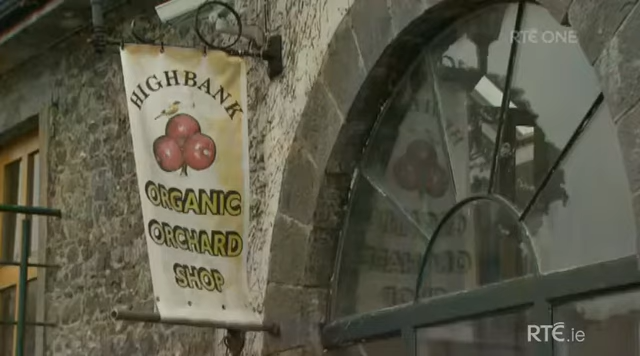 RTÉ ONE
HIGHBANK
ORGANIC
ORCHARD
SHOP
RTÉ.ie